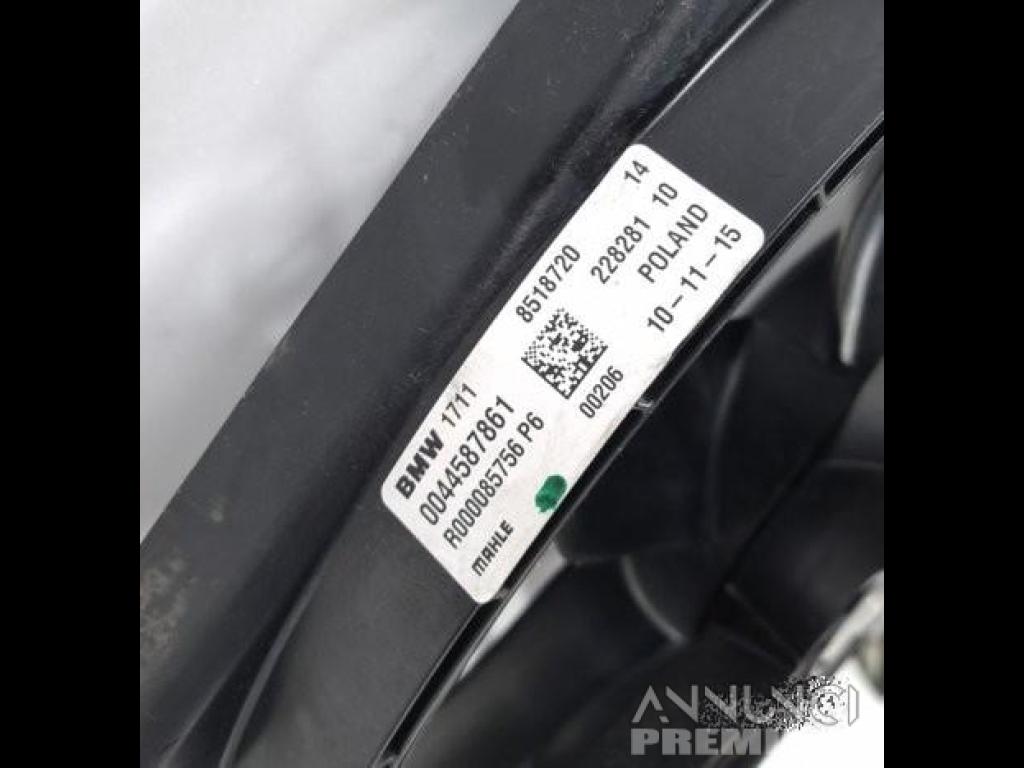 BMW 1711 8518720 14
0044587861 228281 10
R000085756 P6 POLAND
MAHLE 00206 10-11-15
ANNUNCI
PREMI